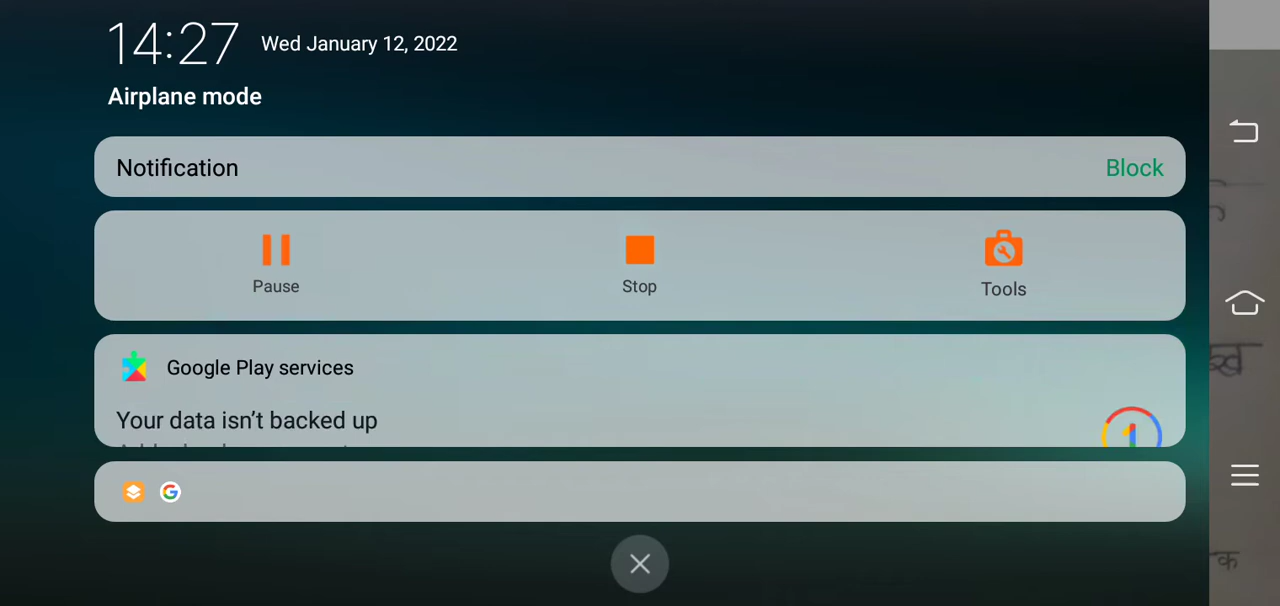 14:27 Wed January 12, 2022
Airplane mode
Notification Block
Pause Stop Tools
Google Play services
Your data isn't backed up